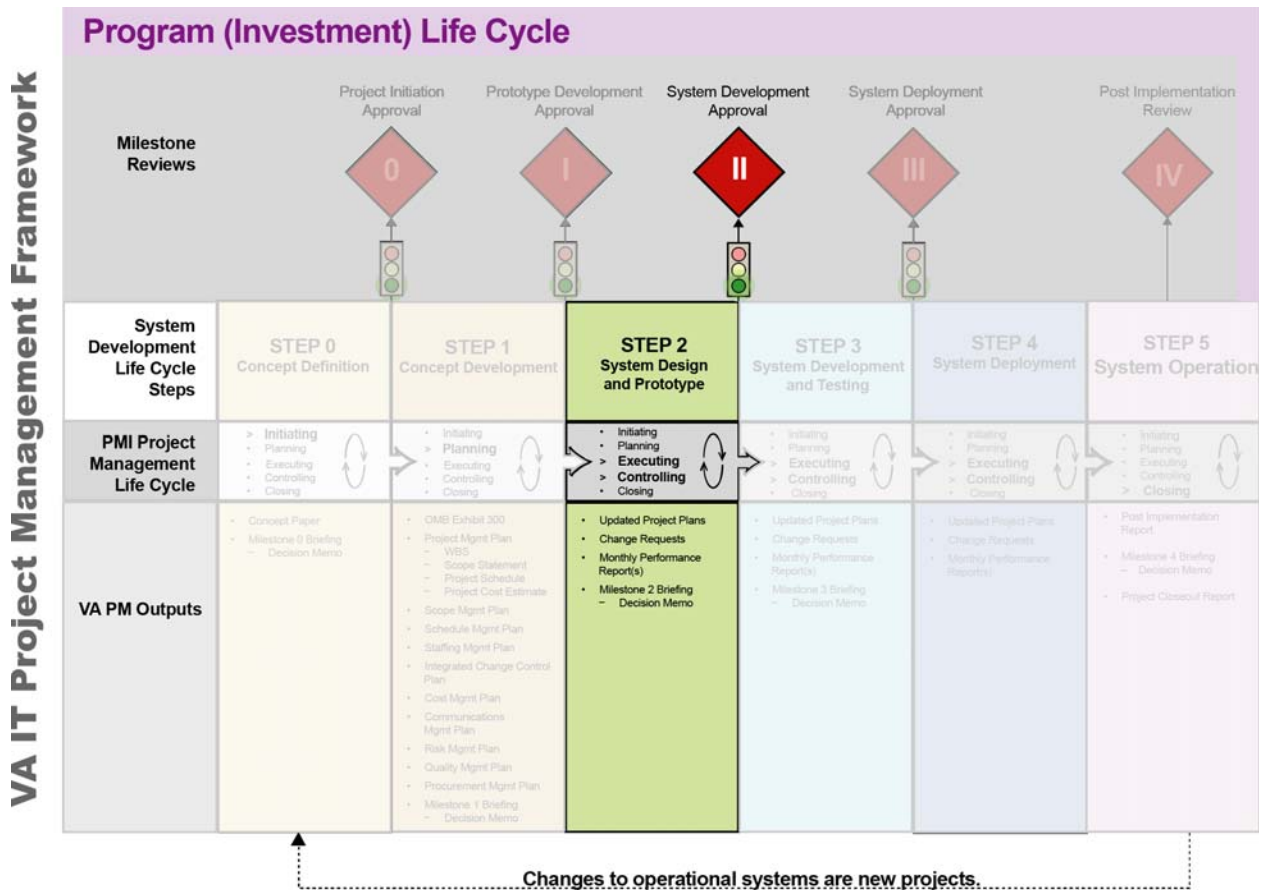 VA IT Project Management Framework
Program (Investment) Life Cycle
Milestone
Reviews
Project Initiation
Approval
0
Prototype Development
Approval
I
System Development
Approval
II
System Deployment
Approval
III
Post Implementation
Review
IV
System
Development
Life Cycle
Steps
STEP 0
Concept Definition
STEP 1
Concept Development
STEP 2
System Design
and Prototype
STEP 3
System Development
and Testing
STEP 4
System Deployment
STEP 5
System Operation
PMI Project
Management
Life Cycle
> Initiating
• Planning
• Executing
• Controlling
• Closing
• Initiating
> Planning
• Executing
• Controlling
• Closing
• Initiating
• Planning
> Executing
> Controlling
• Closing
• Initiating
• Planning
> Executing
> Controlling
• Closing
• Initiating
• Planning
> Executing
> Controlling
• Closing
• Initiating
• Planning
• Executing
• Controlling
> Closing
VA PM Outputs
• Concept Paper
• Milestone 0 Briefing
– Decision Memo
• OMB Exhibit 300
• Project Mgmt Plan
– WBS
– Scope Statement
– Project Schedule
– Project Cost Estimate
• Scope Mgmt Plan
• Schedule Mgmt Plan
• Staffing Mgmt Plan
• Integrated Change Control
Plan
• Cost Mgmt Plan
• Communications
Mgmt Plan
• Risk Mgmt Plan
• Quality Mgmt Plan
• Procurement Mgmt Plan
• Milestone 1 Briefing
– Decision Memo
• Updated Project Plans
• Change Requests
• Monthly Performance
Report(s)
• Milestone 2 Briefing
– Decision Memo
• Updated Project Plans
• Change Requests
• Monthly Performance
Report(s)
• Milestone 3 Briefing
– Decision Memo
• Updated Project Plans
• Change Requests
• Monthly Performance
Report(s)
• Post Implementation
Report
• Milestone 4 Briefing
– Decision Memo
• Project Closeout Report
Changes to operational systems are new projects.